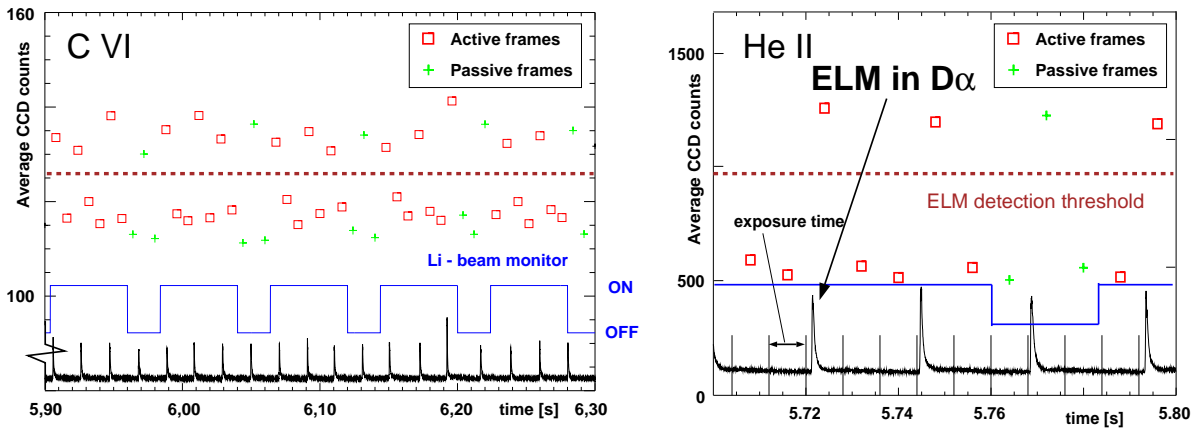 160
C VI
Active frames
Passive frames
Average CCD counts
Li - beam monitor
100
ON
OFF
5,90
6,00
6,10
6,20
time [s]
6,30
1500
He II
Active frames
Passive frames
ELM in Dα
Average CCD counts
ELM detection threshold
exposure time
500
0
5.72
5.74
5.76
time [s]
5.80